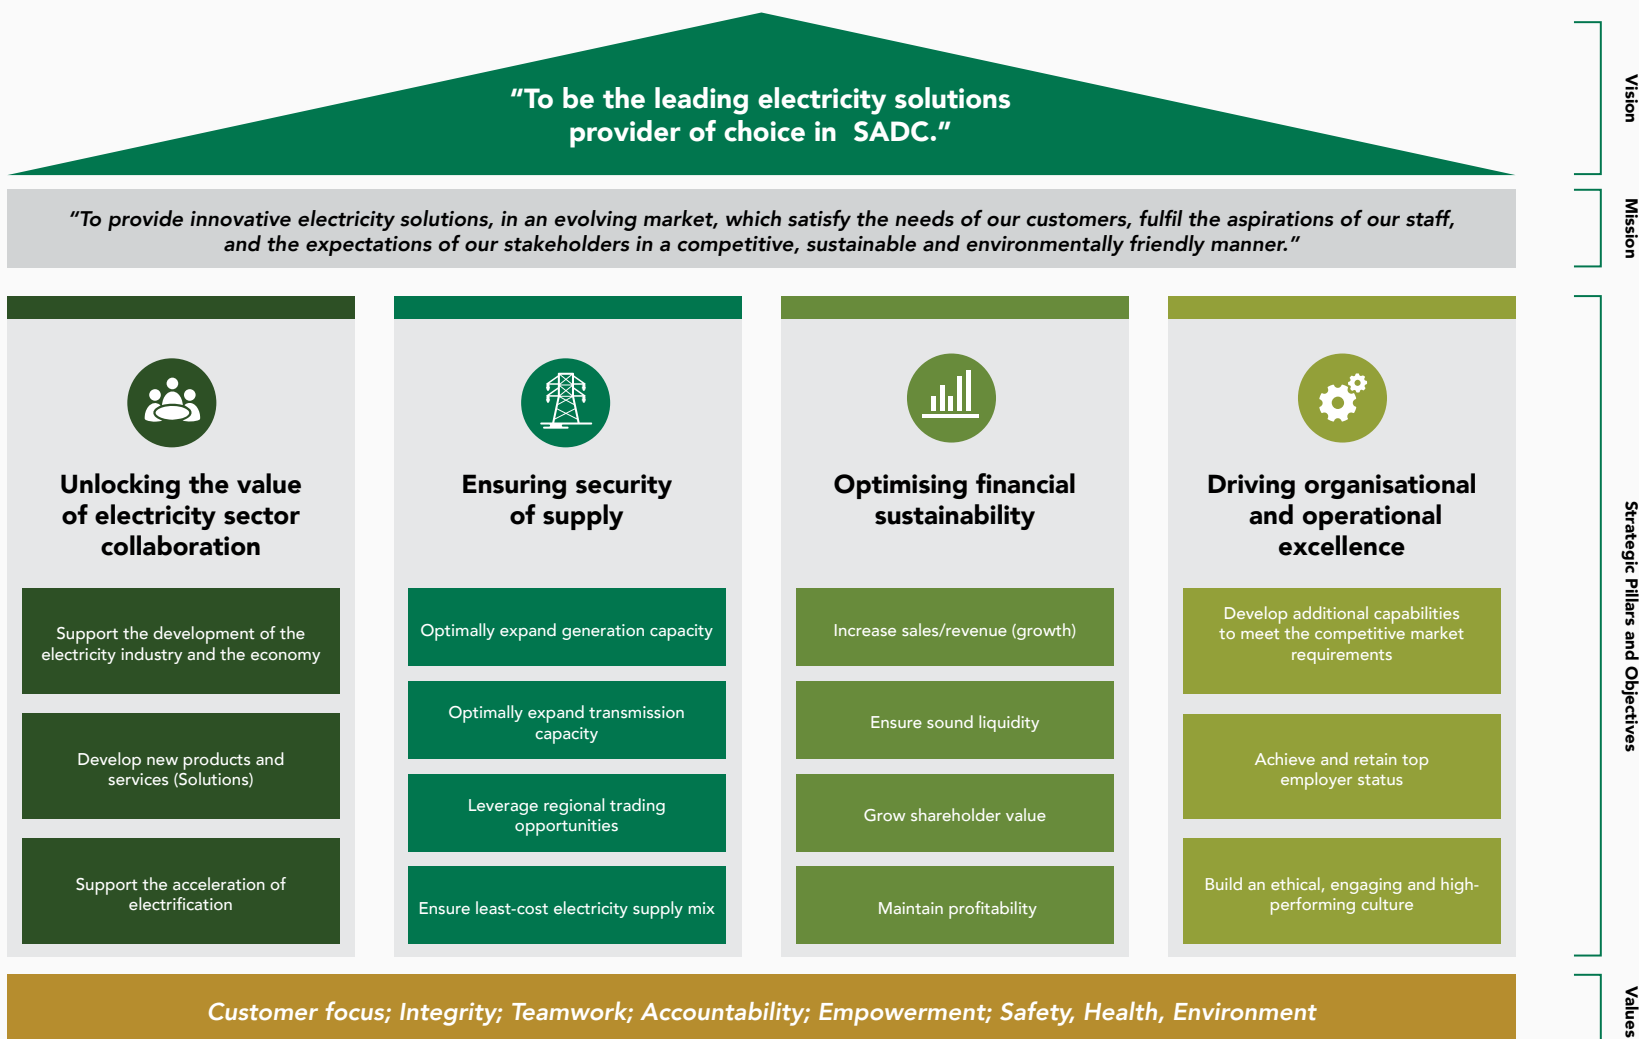 “To be the leading electricity solutions
provider of choice in SADC.”
Vision
“To provide innovative electricity solutions, in an evolving market, which satisfy the needs of our customers, fulfil the aspirations of our staff,
and the expectations of our stakeholders in a competitive, sustainable and environmentally friendly manner.”
Mission
Unlocking the value
of electricity sector
collaboration
Support the development of the
electricity industry and the economy
Develop new products and
services (Solutions)
Support the acceleration of
electrification
Ensuring security
of supply
Optimally expand generation capacity
Optimally expand transmission
capacity
Leverage regional trading
opportunities
Ensure least-cost electricity supply mix
Optimising financial
sustainability
Increase sales/revenue (growth)
Ensure sound liquidity
Grow shareholder value
Maintain profitability
Driving organisational
and operational
excellence
Develop additional capabilities
to meet the competitive market
requirements
Achieve and retain top
employer status
Build an ethical, engaging and high-
performing culture
Strategic Pillars and Objectives
Customer focus; Integrity; Teamwork; Accountability; Empowerment; Safety, Health, Environment
Values